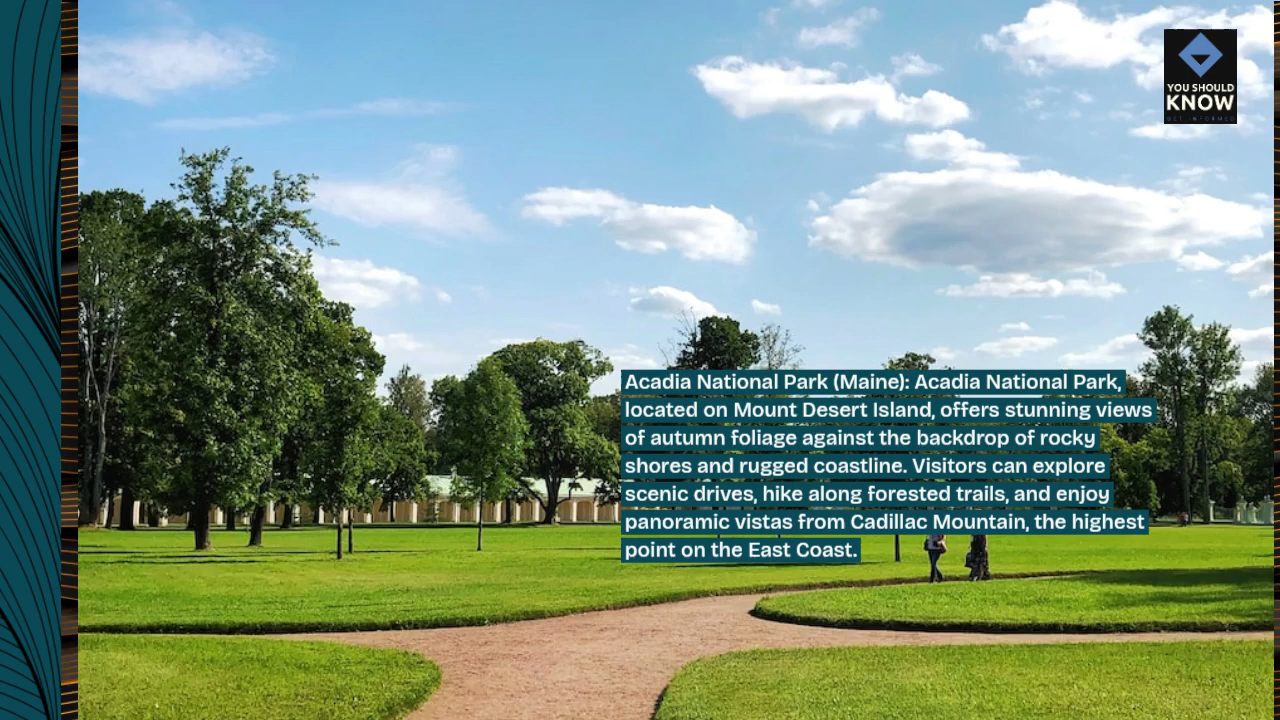 YOU SHOULD
KNOW
GET INFORMED
Acadia National Park (Maine): Acadia National Park,
located on Mount Desert Island, offers stunning views
of autumn foliage against the backdrop of rocky
shores and rugged coastline. Visitors can explore
scenic drives, hike along forested trails, and enjoy
panoramic vistas from Cadillac Mountain, the highest
point on the East Coast.